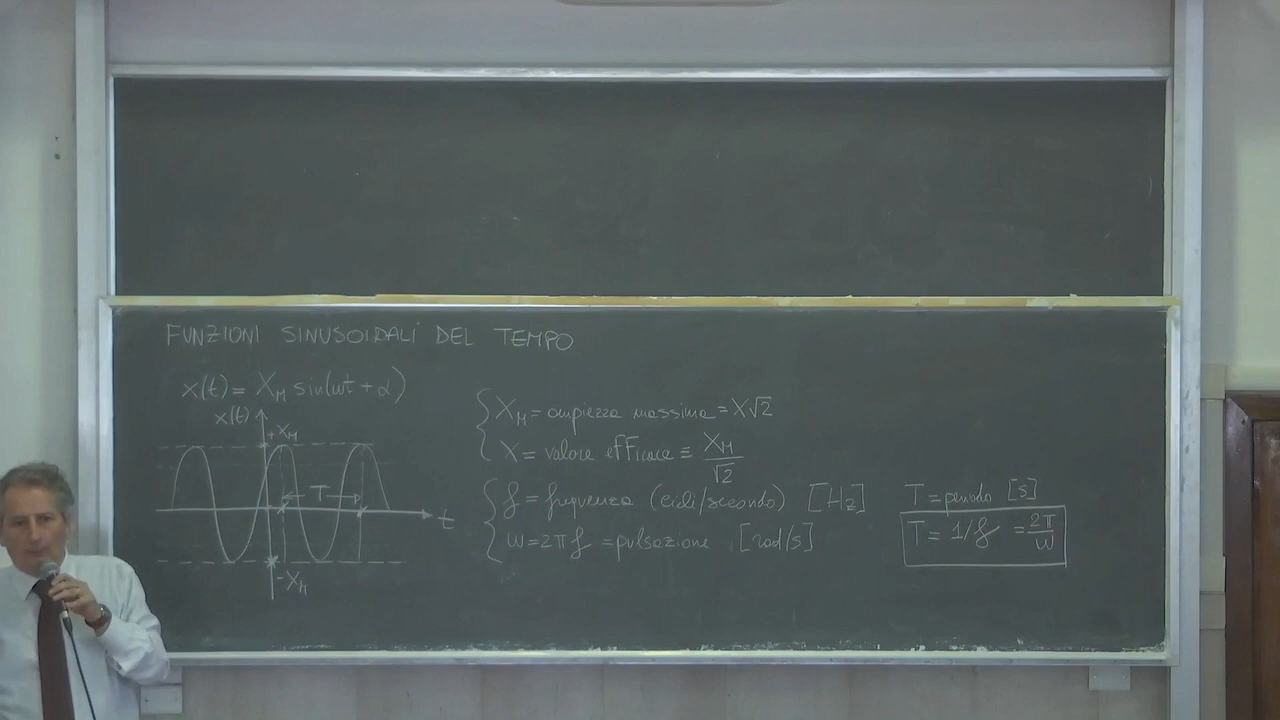 FUNZIONI SINUSOIDALI DEL TEMPO
x(t) = X_M sin(ωt + α)
x(t)
+X_M
T
t
-X_M
X_M = ampiezza massima = X√2
X = valore efficace ≡ X_M/√2
f = frequenza (cicli/secondo) [Hz]
ω = 2πf = pulsazione [rad/s]
T = periodo [s]
T = 1/f = 2π/ω